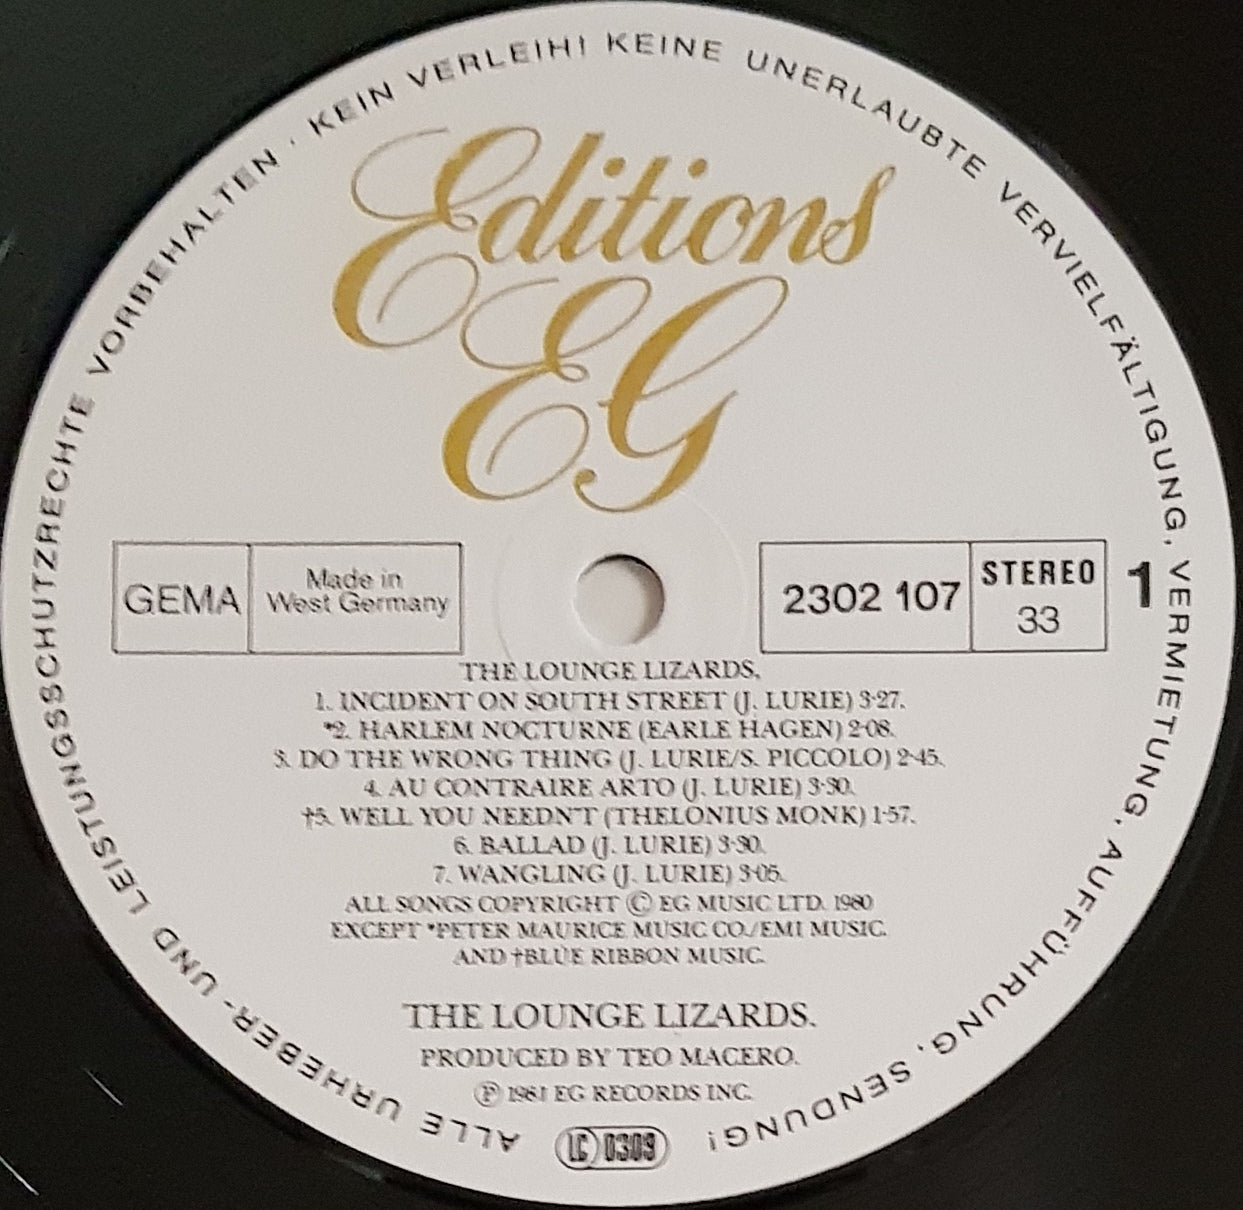 ALLE URHEBER- UND LEISTUNGSSCHUTZRECHTE VORBEHALTEN · KEIN VERLEIH! KEINE UNERLAUBTE VERVIELFÄLTIGUNG, VERMIETUNG, AUFFÜHRUNG, SENDUNG!
Editions
EG
GEMA
Made in
West Germany
2302 107
STEREO
33
1
THE LOUNGE LIZARDS.
1. INCIDENT ON SOUTH STREET (J. LURIE) 3·27.
*2. HARLEM NOCTURNE (EARLE HAGEN) 2·08.
3. DO THE WRONG THING (J. LURIE/S. PICCOLO) 2·45.
4. AU CONTRAIRE ARTO (J. LURIE) 3·30.
†5. WELL YOU NEEDN'T (THELONIUS MONK) 1·57.
6. BALLAD (J. LURIE) 3·30.
7. WANGLING (J. LURIE) 3·05.
ALL SONGS COPYRIGHT Ⓒ EG MUSIC LTD. 1980
EXCEPT *PETER MAURICE MUSIC CO./EMI MUSIC.
AND †BLUE RIBBON MUSIC.
THE LOUNGE LIZARDS.
PRODUCED BY TEO MACERO.
Ⓟ 1981 EG RECORDS INC.
LC 0309